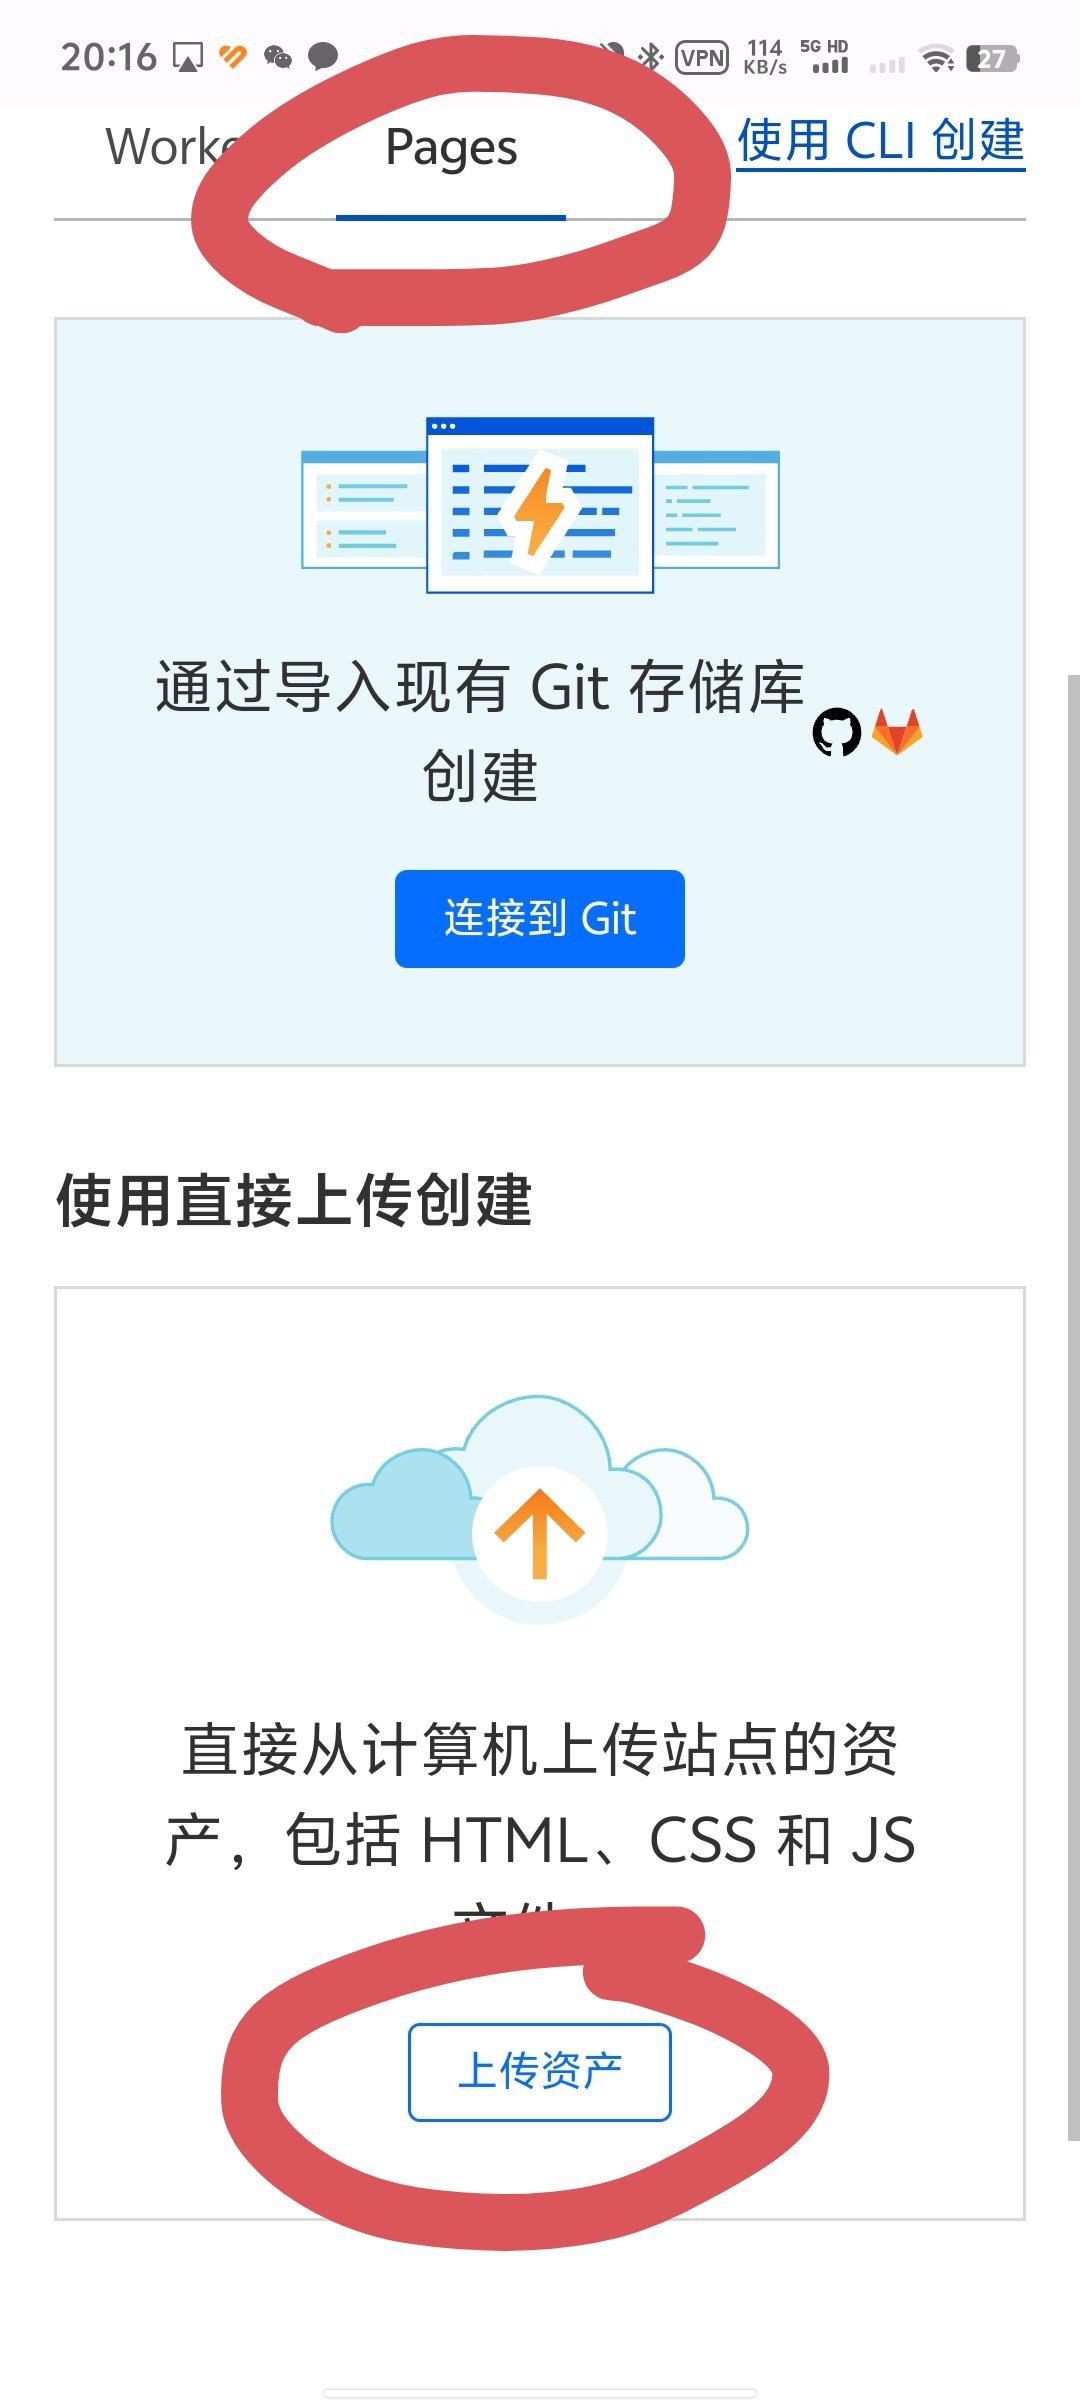 20:16 VPN 114 KB/s 5G HD 27
Pages 使用 CLI 创建
通过导入现有 Git 存储库
创建
连接到 Git
使用直接上传创建
直接从计算机上传站点的资
产，包括 HTML、CSS 和 JS
上传资产